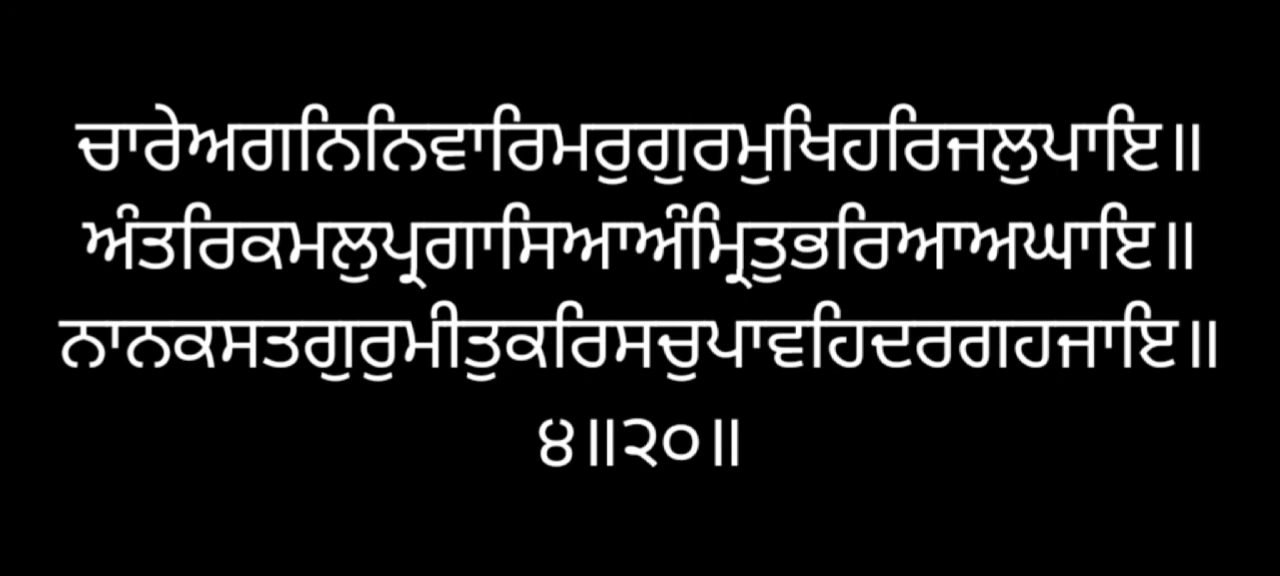 ਚਾਰੇਅਗਨਿਨਿਵਾਰਿਮਰੁਗੁਰਮੁਖਿਹਰਿਜਲੁਪਾਇ॥
ਅੰਤਰਿਕਮਲੁਪ੍ਰਗਾਸਿਆਅੰਮ੍ਰਿਤੁਭਰਿਆਅਘਾਇ॥
ਨਾਨਕਸਤਗੁਰੁਮੀਤੁਕਰਿਸਚੁਪਾਵਹਿਦਰਗਹਜਾਇ॥
੪॥੨੦॥